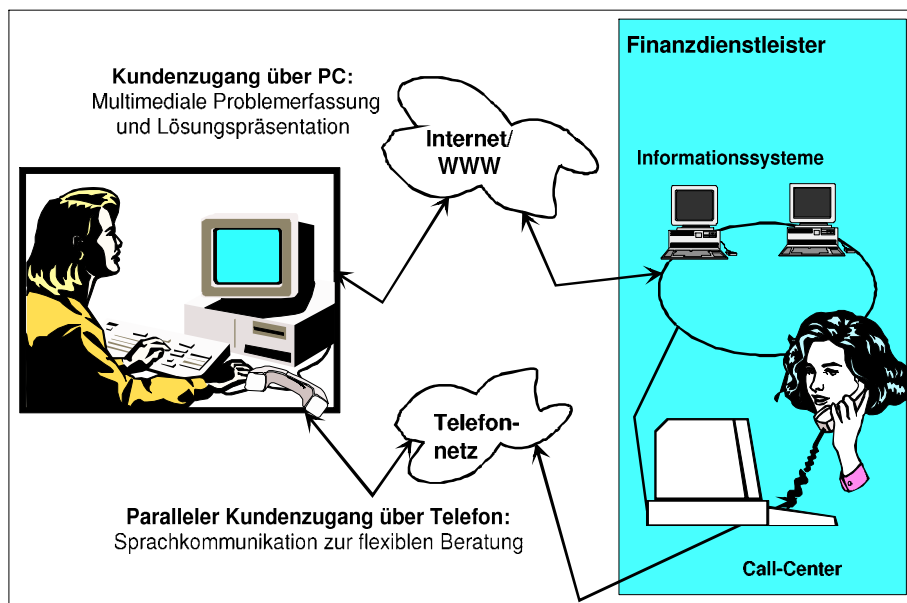 Kundenzugang über PC:
Multimediale Problemerfassung
und Lösungspräsentation
Internet/
WWW
Finanzdienstleister
Informationssysteme
Telefon-
netz
Paralleler Kundenzugang über Telefon:
Sprachkommunikation zur flexiblen Beratung
Call-Center